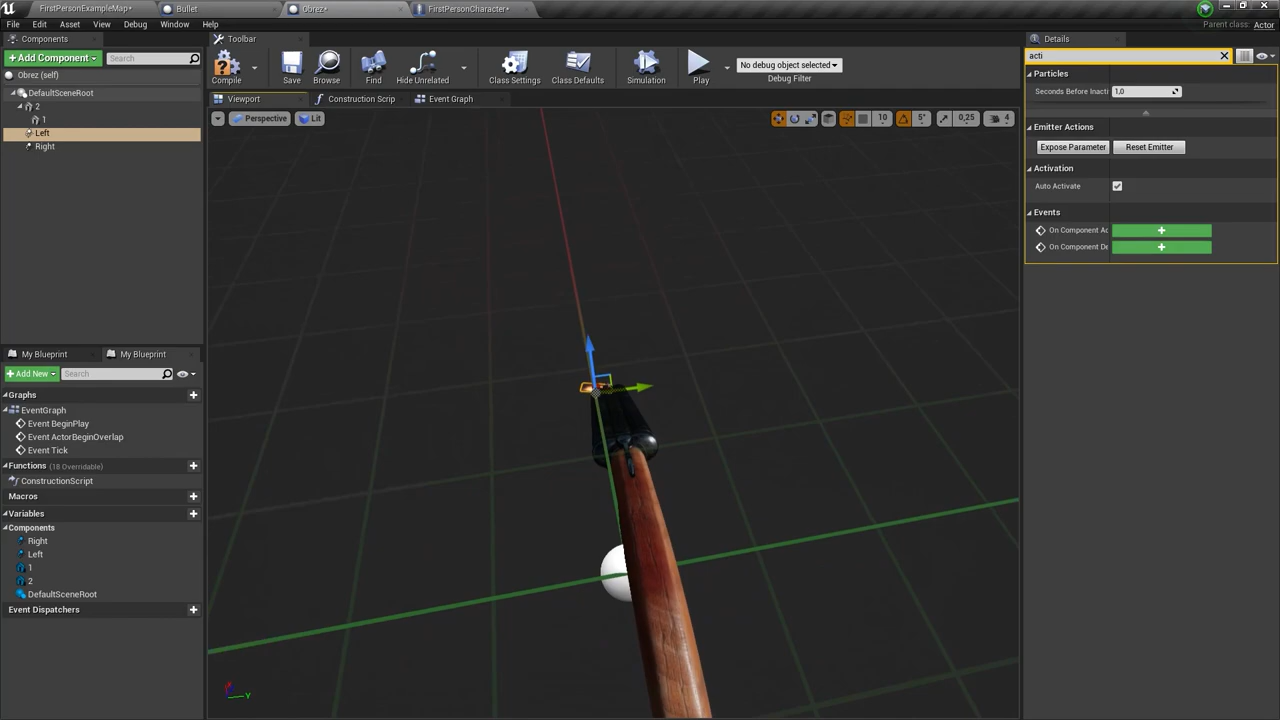 FirstPersonExampleMap*
Bullet
Obrez*
FirstPersonCharacter*
File Edit Asset View Debug Window Help
Parent class: Actor
Components
+Add Component
Search
Obrez (self)
DefaultSceneRoot
2
1
Left
Right
Toolbar
Compile
Save
Browse
Find
Hide Unrelated
Class Settings
Class Defaults
Simulation
Play
No debug object selected
Debug Filter
Viewport
Construction Scrip
Event Graph
Perspective
Lit
10
5°
0,25
4
X
Y
My Blueprint
My Blueprint
+Add New
Search
Graphs
EventGraph
Event BeginPlay
Event ActorBeginOverlap
Event Tick
Functions (18 Overridable)
ConstructionScript
Macros
Variables
Components
Right
Left
1
2
DefaultSceneRoot
Event Dispatchers
Details
acti
Particles
Seconds Before Inacti 1,0
Emitter Actions
Expose Parameter
Reset Emitter
Activation
Auto Activate
Events
On Component Ac
On Component De